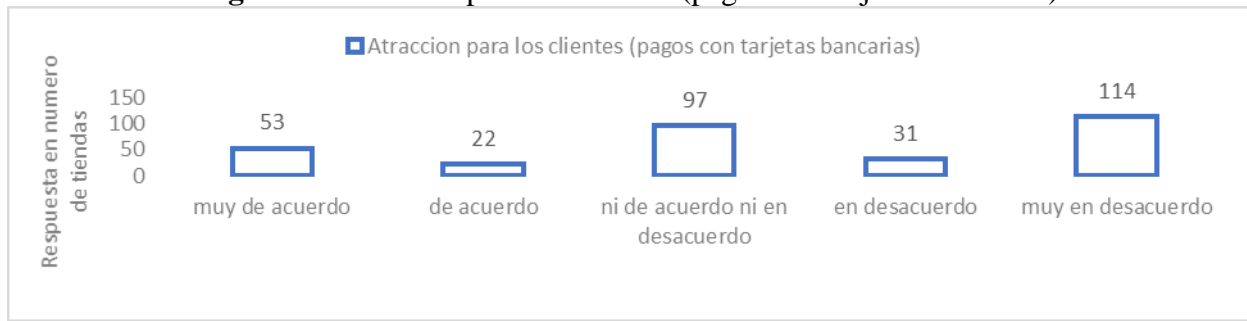 Atraccion para los clientes (pagos con tarjetas bancarias)
Respuesta en numero
de tiendas
150
100
50
0
53
22
97
31
114
muy de acuerdo
de acuerdo
ni de acuerdo ni en
desacuerdo
en desacuerdo
muy en desacuerdo